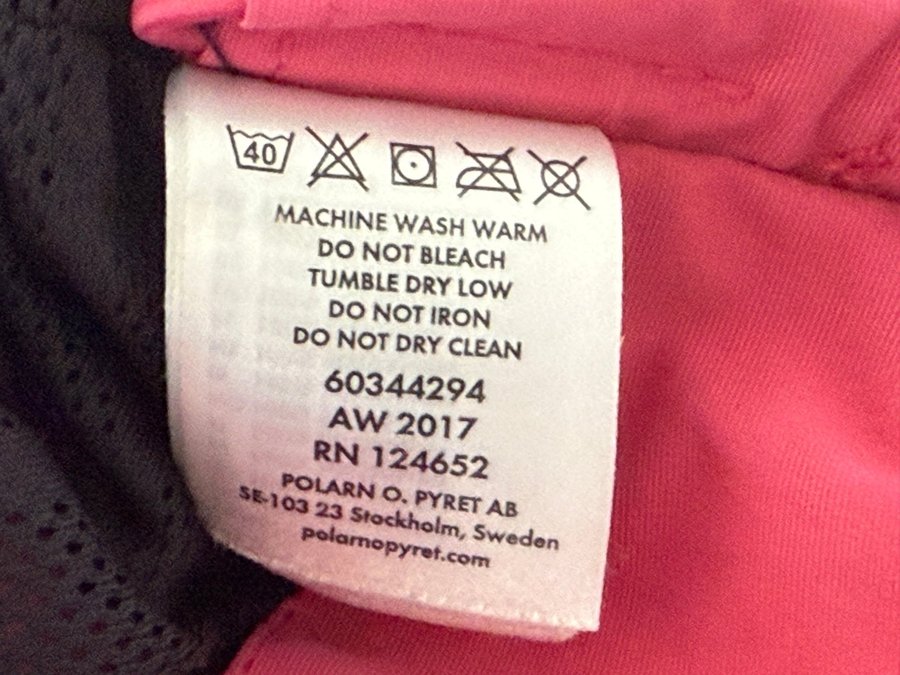 40
MACHINE WASH WARM
DO NOT BLEACH
TUMBLE DRY LOW
DO NOT IRON
DO NOT DRY CLEAN
60344294
AW 2017
RN 124652
POLARN O. PYRET AB
SE-103 23 Stockholm, Sweden
polarnopyret.com